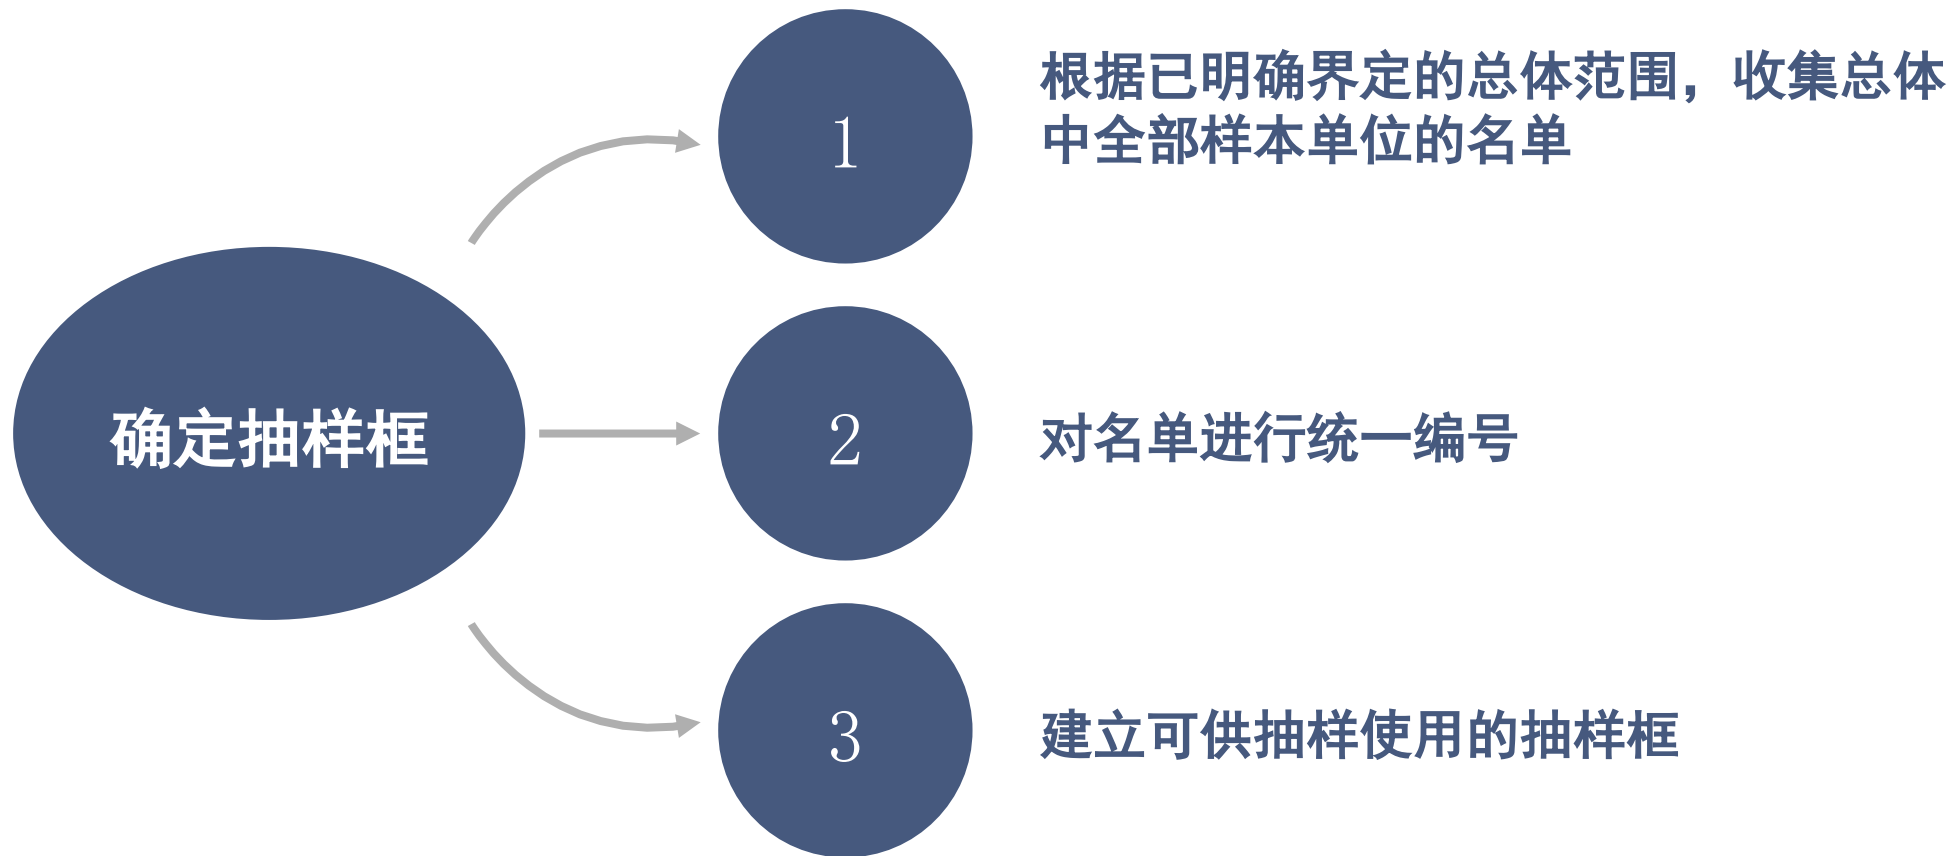 确定抽样框
1
根据已明确界定的总体范围，收集总体
中全部样本单位的名单
2
对名单进行统一编号
3
建立可供抽样使用的抽样框